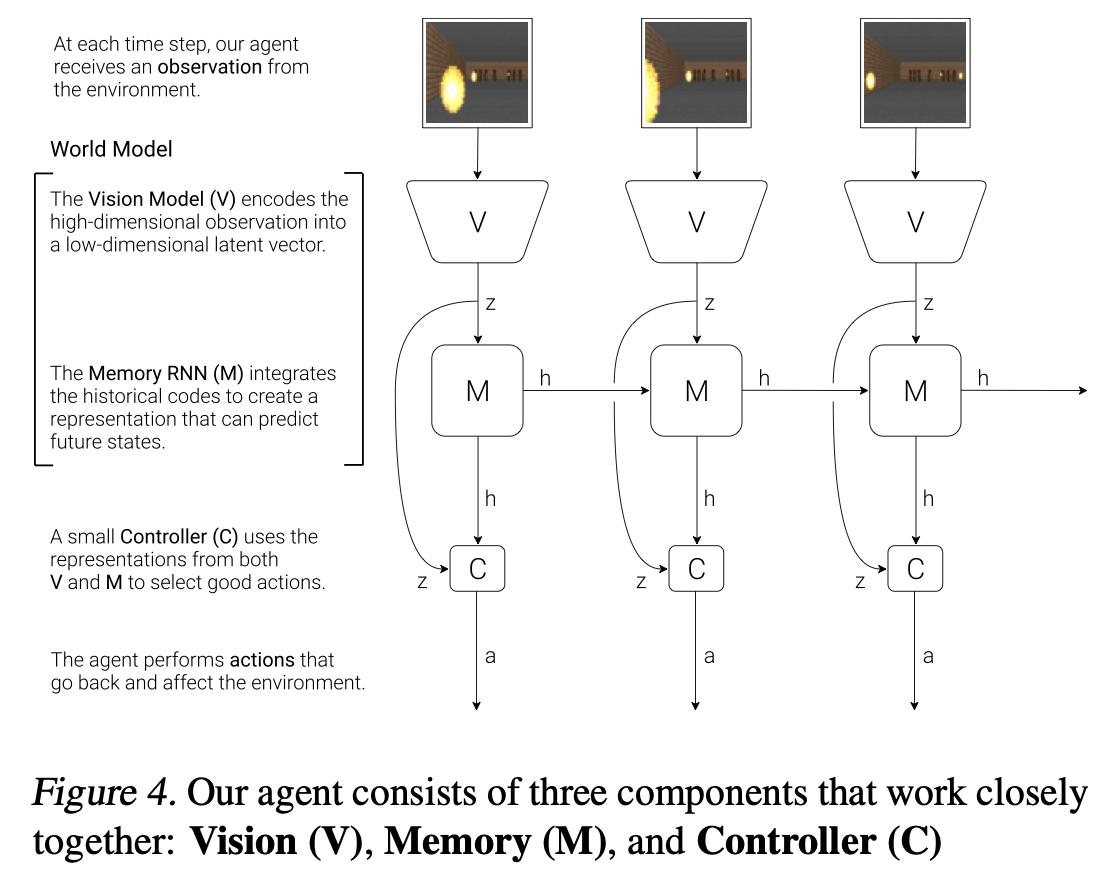 At each time step, our agent
receives an observation from
the environment.
World Model
The Vision Model (V) encodes the
high-dimensional observation into
a low-dimensional latent vector.
The Memory RNN (M) integrates
the historical codes to create a
representation that can predict
future states.
A small Controller (C) uses the
representations from both
V and M to select good actions.
The agent performs actions that
go back and affect the environment.
V V V
z z z
M h M h M h
h h h
z C z C z C
a a a
Figure 4. Our agent consists of three components that work closely
together: Vision (V), Memory (M), and Controller (C)